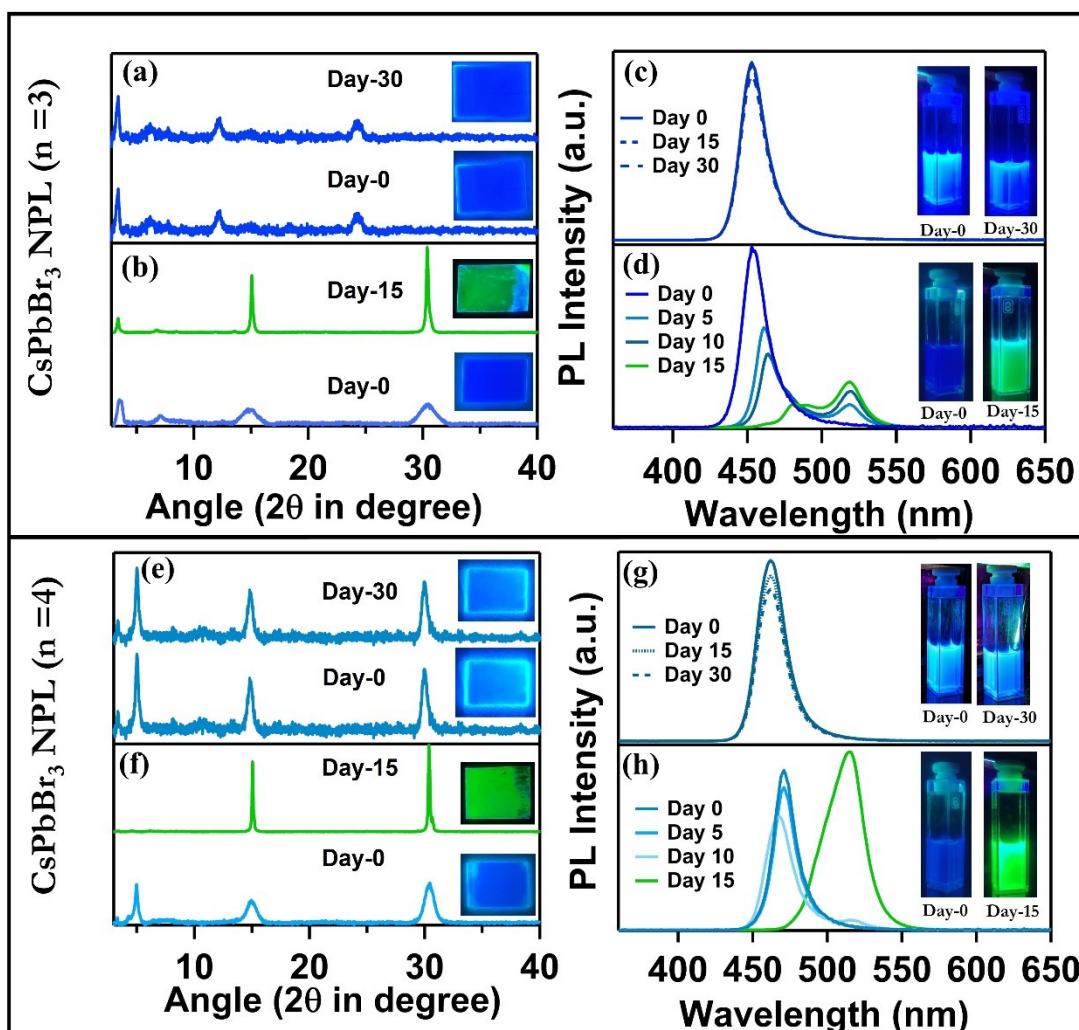 CsPbBr₃ NPL (n =3)
(a)
Day-30
Day-0
(b)
Day-15
Day-0
10 20 30 40
Angle (2θ in degree)
PL Intensity (a.u.)
(c)
Day 0
Day 15
Day 30
Day-0 Day-30
(d)
Day 0
Day 5
Day 10
Day 15
Day-0 Day-15
400 450 500 550 600 650
Wavelength (nm)
CsPbBr₃ NPL (n =4)
(e)
Day-30
Day-0
(f)
Day-15
Day-0
10 20 30 40
Angle (2θ in degree)
PL Intensity (a.u.)
(g)
Day 0
Day 15
Day 30
Day-0 Day-30
(h)
Day 0
Day 5
Day 10
Day 15
Day-0 Day-15
400 450 500 550 600 650
Wavelength (nm)